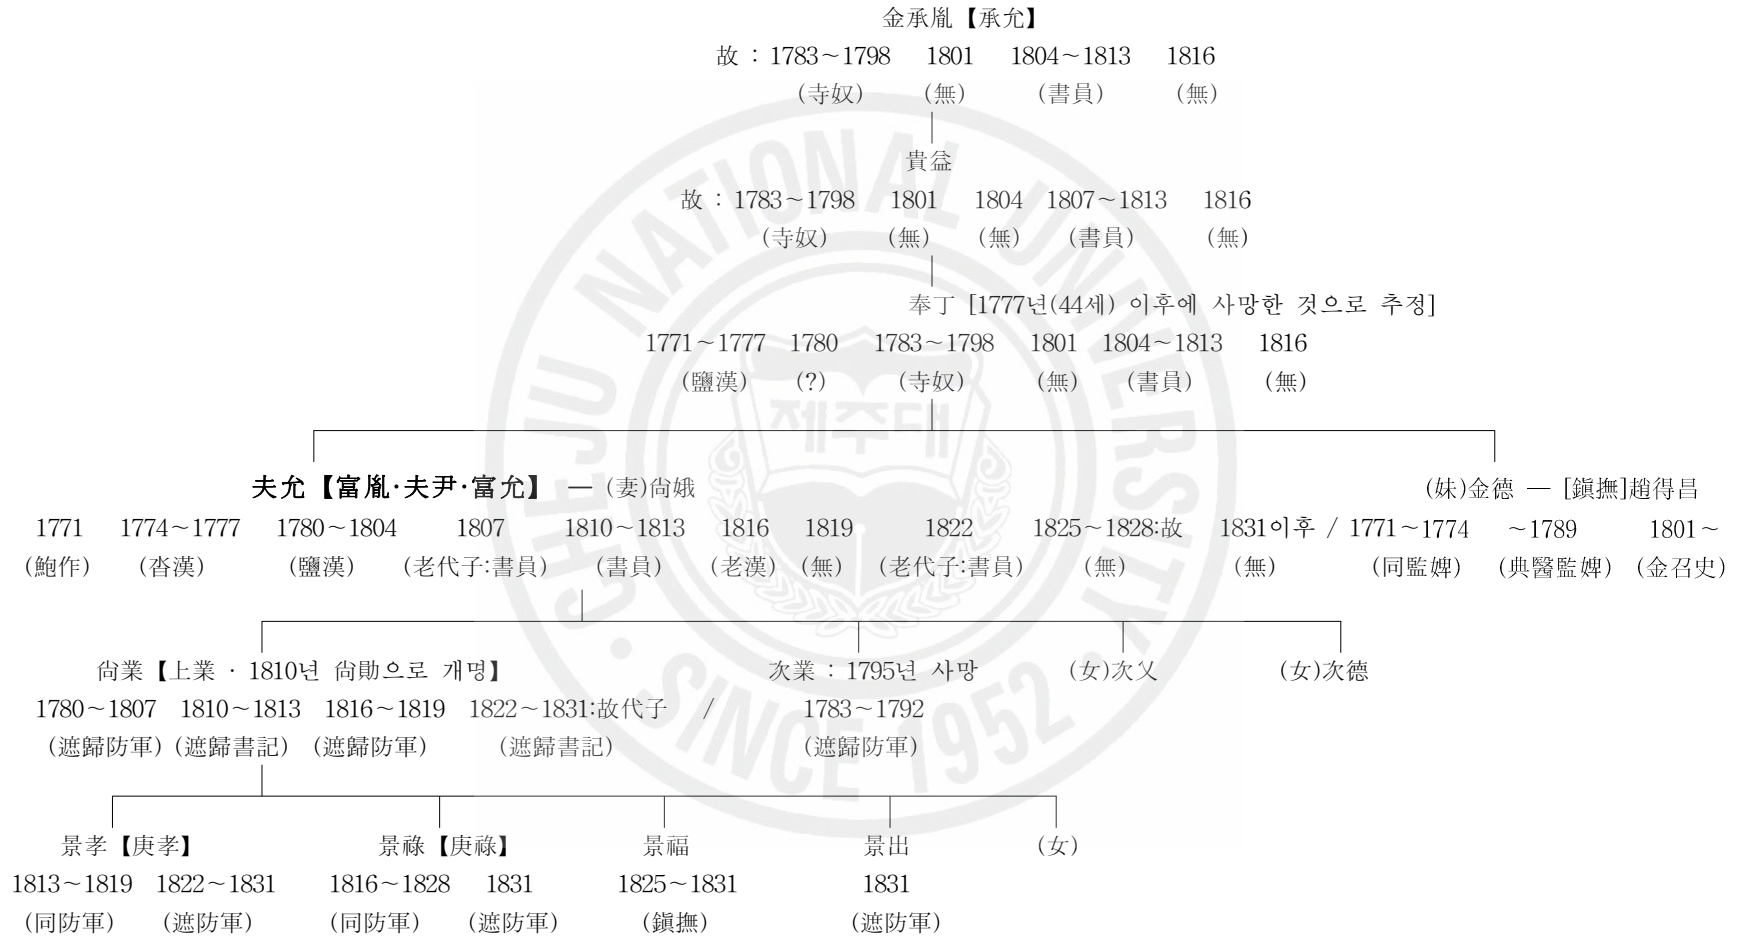 金承胤【承允】
故 : 1783～1798 1801 1804～1813 1816
(寺奴) (無) (書員) (無)
貴益
故 : 1783～1798 1801 1804 1807～1813 1816
(寺奴) (無) (無) (書員) (無)
奉丁 [1777년(44세) 이후에 사망한 것으로 추정]
1771～1777 1780 1783～1798 1801 1804～1813 1816
(鹽漢) (?) (寺奴) (無) (書員) (無)
夫允【富胤·夫尹·富允】 ― (妻)尙娥 (妹)金德 ― [鎭撫]趙得昌
1771 1774～1777 1780～1804 1807 1810～1813 1816 1819 1822 1825～1828:故 1831이후 / 1771～1774 ～1789 1801～
(鮑作) (沓漢) (鹽漢) (老代子:書員) (書員) (老漢) (無) (老代子:書員) (無) (無) (同監婢) (典醫監婢) (金召史)
尙業【上業 · 1810년 尙勛으로 개명】 次業 : 1795년 사망 (女)次乂 (女)次德
1780～1807 1810～1813 1816～1819 1822～1831:故代子 / 1783～1792
(遮歸防軍) (遮歸書記) (遮歸防軍) (遮歸書記) (遮歸防軍)
景孝【庚孝】 景祿【庚祿】 景福 景出 (女)
1813～1819 1822～1831 1816～1828 1831 1825～1831 1831
(同防軍) (遮防軍) (同防軍) (遮防軍) (鎭撫) (遮防軍)
CHEJU NATIONAL UNIVERSITY
제주대
SINCE 1952